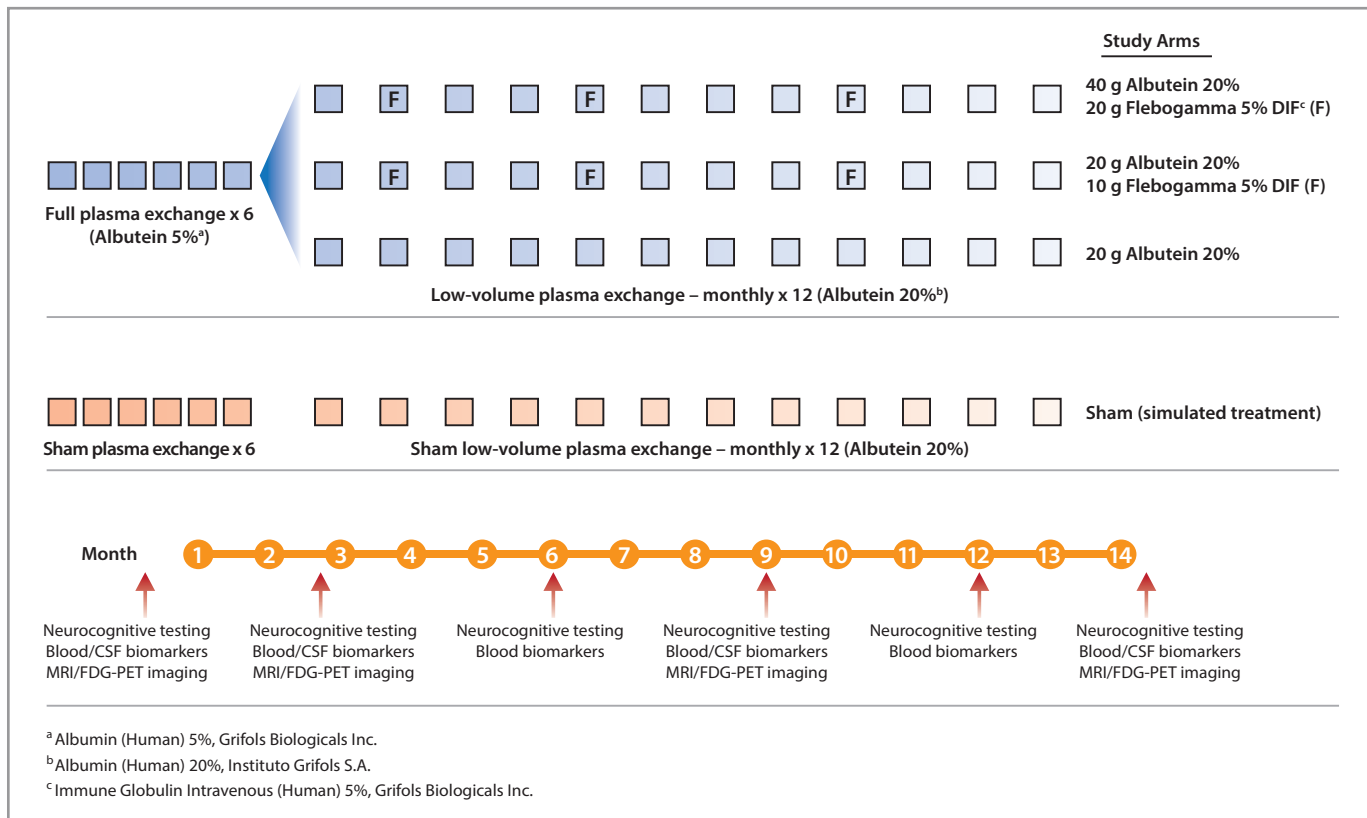 Study Arms
F F F
40 g Albutein 20%
20 g Flebogamma 5% DIFᶜ (F)
F F F
20 g Albutein 20%
10 g Flebogamma 5% DIF (F)
Full plasma exchange x 6
(Albutein 5%ᵃ)
20 g Albutein 20%
Low-volume plasma exchange – monthly x 12 (Albutein 20%ᵇ)
Sham (simulated treatment)
Sham plasma exchange x 6
Sham low-volume plasma exchange – monthly x 12 (Albutein 20%)
Month 1 2 3 4 5 6 7 8 9 10 11 12 13 14
Neurocognitive testing
Blood/CSF biomarkers
MRI/FDG-PET imaging
Neurocognitive testing
Blood/CSF biomarkers
MRI/FDG-PET imaging
Neurocognitive testing
Blood biomarkers
Neurocognitive testing
Blood/CSF biomarkers
MRI/FDG-PET imaging
Neurocognitive testing
Blood biomarkers
Neurocognitive testing
Blood/CSF biomarkers
MRI/FDG-PET imaging
ᵃ Albumin (Human) 5%, Grifols Biologicals Inc.
ᵇ Albumin (Human) 20%, Instituto Grifols S.A.
ᶜ Immune Globulin Intravenous (Human) 5%, Grifols Biologicals Inc.